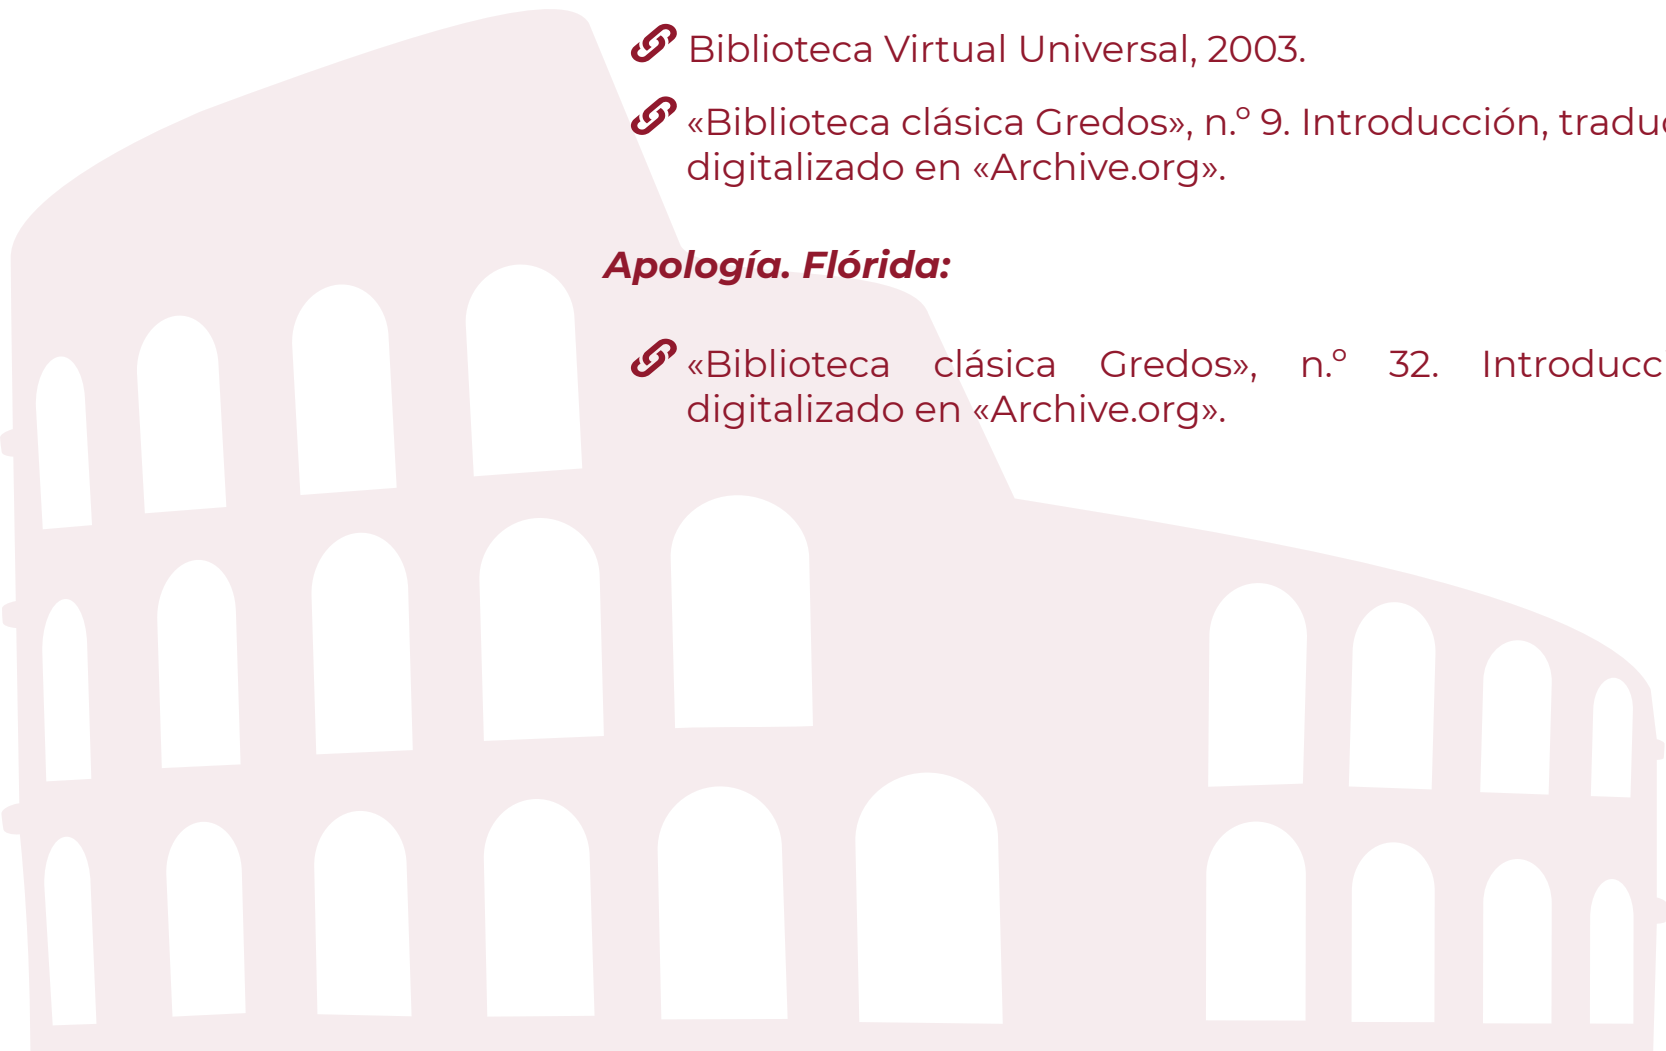 Biblioteca Virtual Universal, 2003.
«Biblioteca clásica Gredos», n.º 9. Introducción,
digitalizado en «Archive.org».
Apología. Flórida:
«Biblioteca clásica Gredos», n.º 32.
digitalizado en «Archive.org».